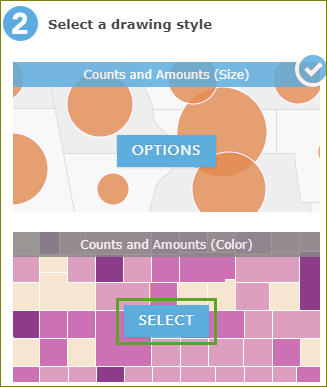 2 Select a drawing style
Counts and Amounts (Size)
OPTIONS
Counts and Amounts (Color)
SELECT